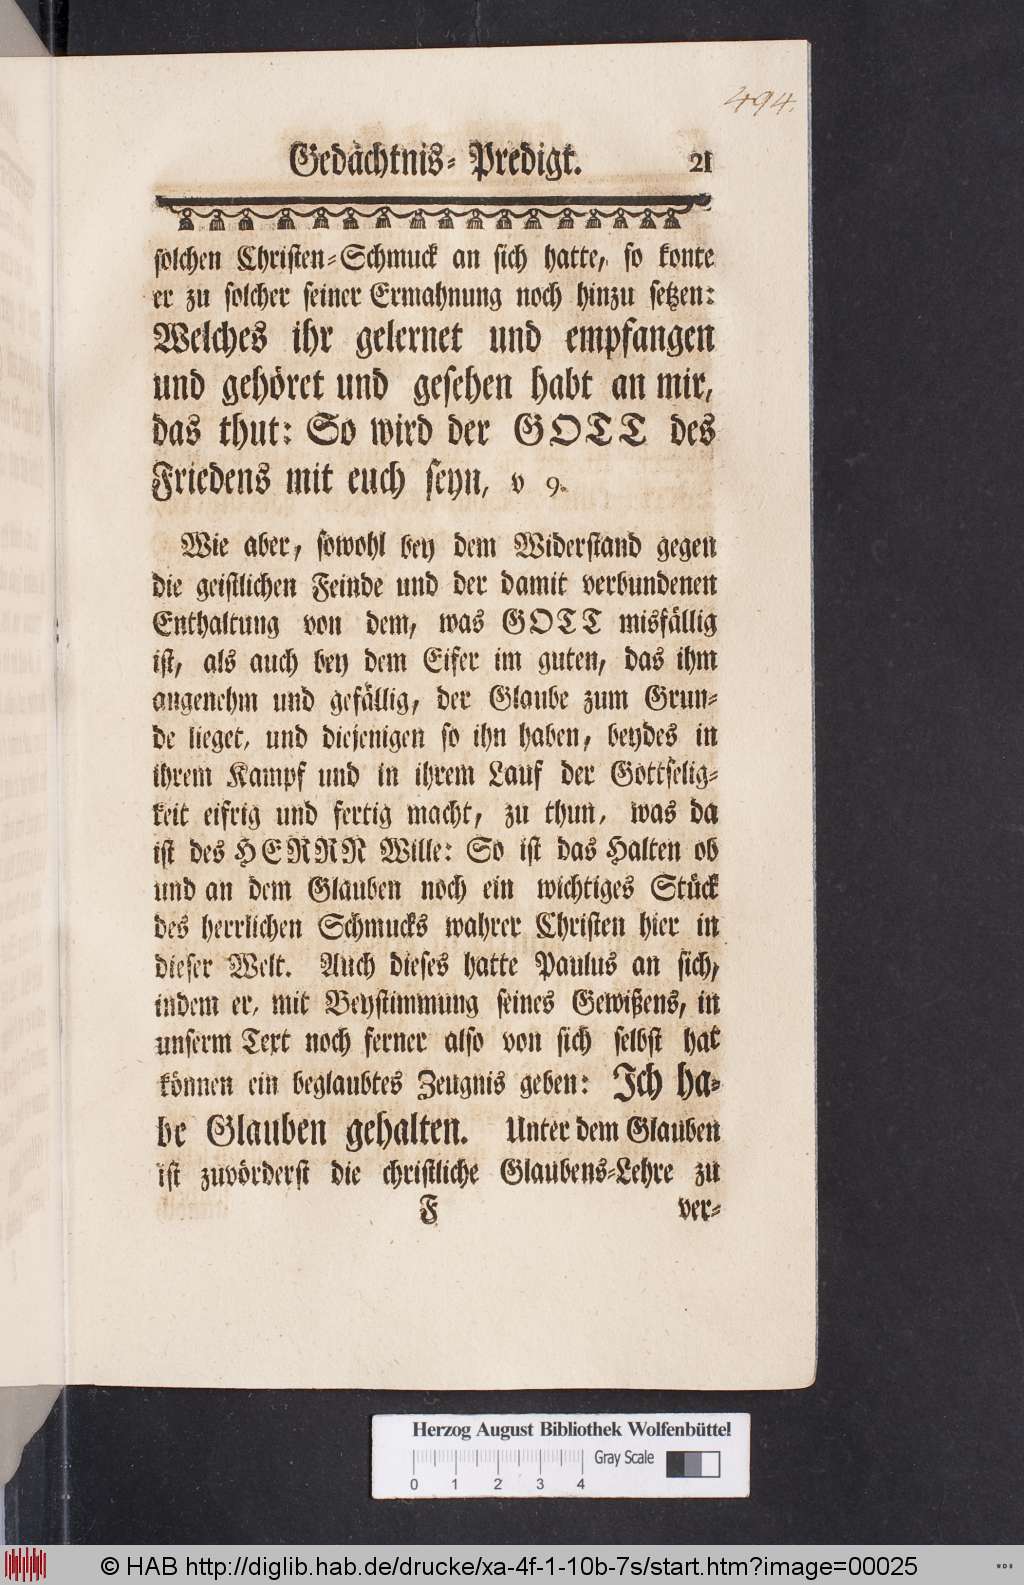 494.
Gedächtnis- Predigt. 21
solchen Christen-Schmuck an sich hatte, so konte
er zu solcher seiner Ermahnung noch hinzu setzen:
Welches ihr gelernet und empfangen
und gehöret und gesehen habt an mir,
das thut: So wird der GOTT des
Friedens mit euch seyn, v 9.
Wie aber, sowohl bey dem Widerstand gegen
die geistlichen Feinde und der damit verbundenen
Enthaltung von dem, was GOTT misfällig
ist, als auch bey dem Eifer im guten, das ihm
angenehm und gefällig, der Glaube zum Grun-
de lieget, und diejenigen so ihn haben, beydes in
ihrem Kampf und in ihrem Lauf der Gottselig-
keit eifrig und fertig macht, zu thun, was da
ist des HERRN Wille: So ist das Halten ob
und an dem Glauben noch ein wichtiges Stück
des herrlichen Schmucks wahrer Christen hier in
dieser Welt. Auch dieses hatte Paulus an sich,
indem er, mit Beystimmung seines Gewißens, in
unserm Text noch ferner also von sich selbst hat
können ein beglaubtes Zeugnis geben: Ich ha-
be Glauben gehalten. Unter dem Glauben
ist zuvörderst die christliche Glaubens-Lehre zu
F ver-
Herzog August Bibliothek Wolfenbüttel
Gray Scale
0 1 2 3 4
© HAB http://diglib.hab.de/drucke/xa-4f-1-10b-7s/start.htm?image=00025